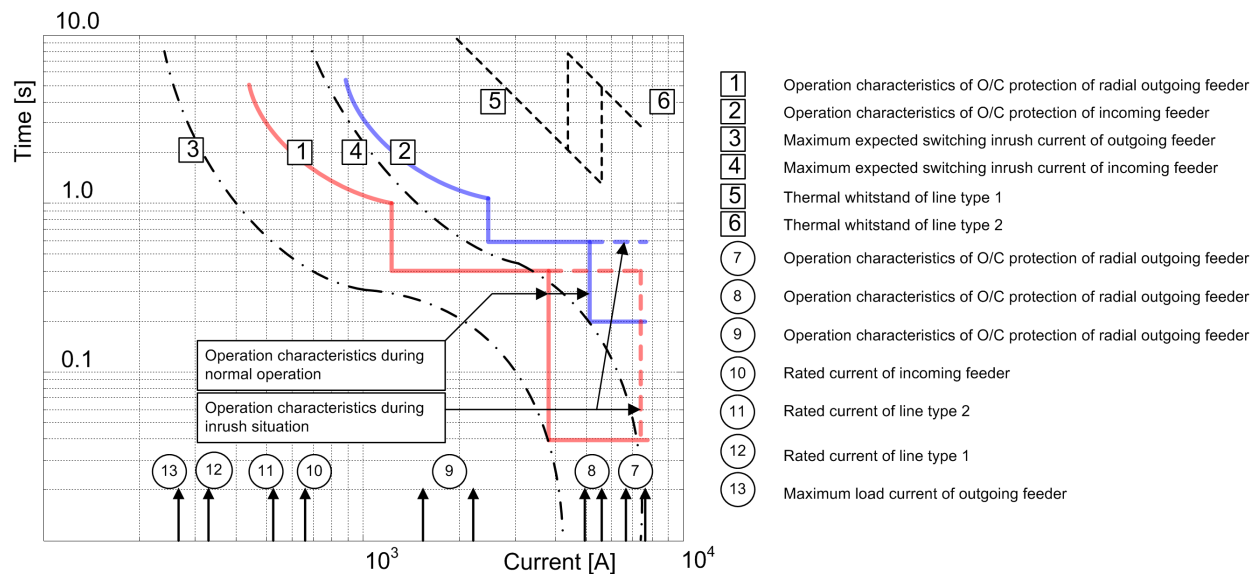 10.0
Time [s]
1.0
0.1
5
6
3
1
4
2
Operation characteristics during
normal operation
Operation characteristics during
inrush situation
13
12
11
10
9
8
7
10³
Current [A]
10⁴
1 Operation characteristics of O/C protection of radial outgoing feeder
2 Operation characteristics of O/C protection of incoming feeder
3 Maximum expected switching inrush current of outgoing feeder
4 Maximum expected switching inrush current of incoming feeder
5 Thermal whitstand of line type 1
6 Thermal whitstand of line type 2
7 Operation characteristics of O/C protection of radial outgoing feeder
8 Operation characteristics of O/C protection of radial outgoing feeder
9 Operation characteristics of O/C protection of radial outgoing feeder
10 Rated current of incoming feeder
11 Rated current of line type 2
12 Rated current of line type 1
13 Maximum load current of outgoing feeder